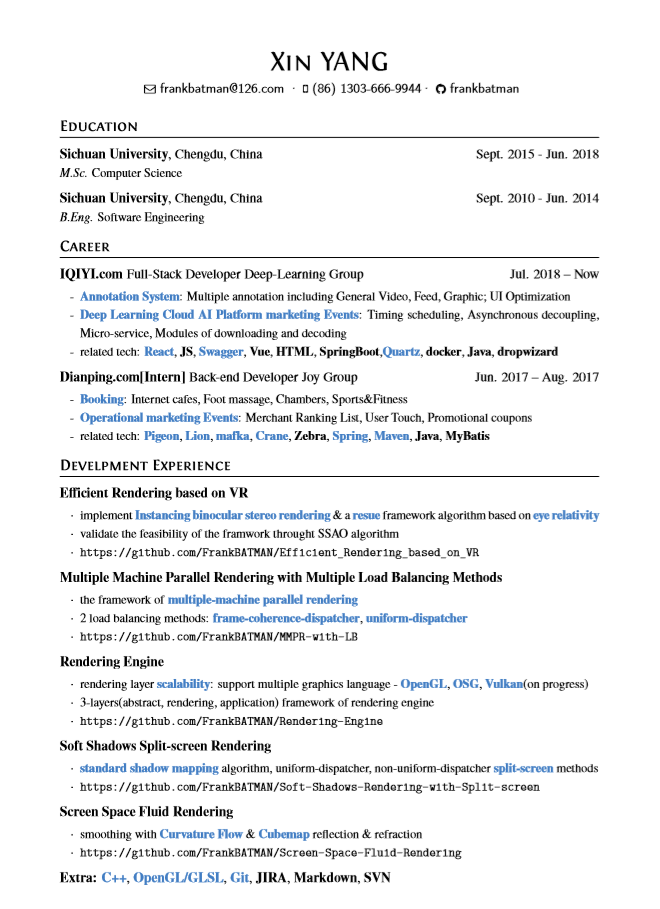 Xin YANG
frankbatman@126.com · (86) 1303-666-9944 · frankbatman
Education
Sichuan University, Chengdu, China Sept. 2015 - Jun. 2018
M.Sc. Computer Science
Sichuan University, Chengdu, China Sept. 2010 - Jun. 2014
B.Eng. Software Engineering
Career
IQIYI.com Full-Stack Developer Deep-Learning Group Jul. 2018 – Now
- Annotation System: Multiple annotation including General Video, Feed, Graphic; UI Optimization
- Deep Learning Cloud AI Platform marketing Events: Timing scheduling, Asynchronous decoupling,
Micro-service, Modules of downloading and decoding
- related tech: React, JS, Swagger, Vue, HTML, SpringBoot,Quartz, docker, Java, dropwizard
Dianping.com[Intern] Back-end Developer Joy Group Jun. 2017 – Aug. 2017
- Booking: Internet cafes, Foot massage, Chambers, Sports&Fitness
- Operational marketing Events: Merchant Ranking List, User Touch, Promotional coupons
- related tech: Pigeon, Lion, mafka, Crane, Zebra, Spring, Maven, Java, MyBatis
Develpment Experience
Efficient Rendering based on VR
· implement Instancing binocular stereo rendering & a resue framework algorithm based on eye relativity
· validate the feasibility of the framwork throught SSAO algorithm
· https://github.com/FrankBATMAN/Efficient_Rendering_based_on_VR
Multiple Machine Parallel Rendering with Multiple Load Balancing Methods
· the framework of multiple-machine parallel rendering
· 2 load balancing methods: frame-coherence-dispatcher, uniform-dispatcher
· https://github.com/FrankBATMAN/MMPR-with-LB
Rendering Engine
· rendering layer scalability: support multiple graphics language - OpenGL, OSG, Vulkan(on progress)
· 3-layers(abstract, rendering, application) framework of rendering engine
· https://github.com/FrankBATMAN/Rendering-Engine
Soft Shadows Split-screen Rendering
· standard shadow mapping algorithm, uniform-dispatcher, non-uniform-dispatcher split-screen methods
· https://github.com/FrankBATMAN/Soft-Shadows-Rendering-with-Split-screen
Screen Space Fluid Rendering
· smoothing with Curvature Flow & Cubemap reflection & refraction
· https://github.com/FrankBATMAN/Screen-Space-Fluid-Rendering
Extra: C++, OpenGL/GLSL, Git, JIRA, Markdown, SVN